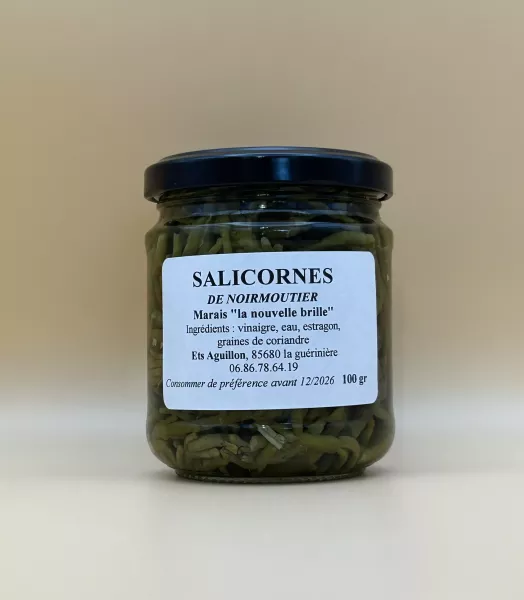 SALICORNES
DE NOIRMOUTIER
Marais "la nouvelle brille"
Ingrédients : vinaigre, eau, estragon,
graines de coriandre
Ets Aguillon, 85680 la guérinière
06.86.78.64.19
Consommer de préférence avant 12/2026 100 gr